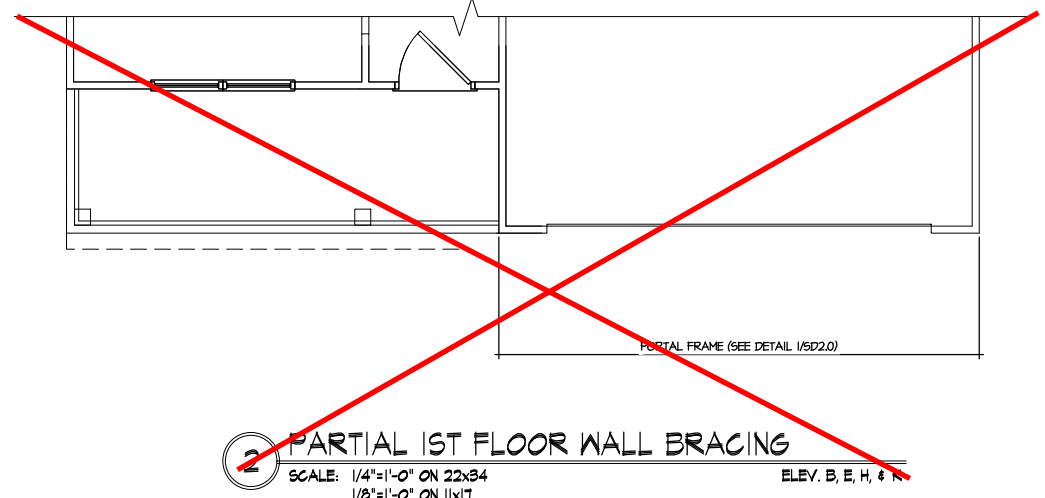 PORTAL FRAME (SEE DETAIL 1/SD2.0)
2 PARTIAL 1ST FLOOR WALL BRACING
SCALE: 1/4"=1'-0" ON 22x34 ELEV. B, E, H, & K
1/8"=1'-0" ON 11x17